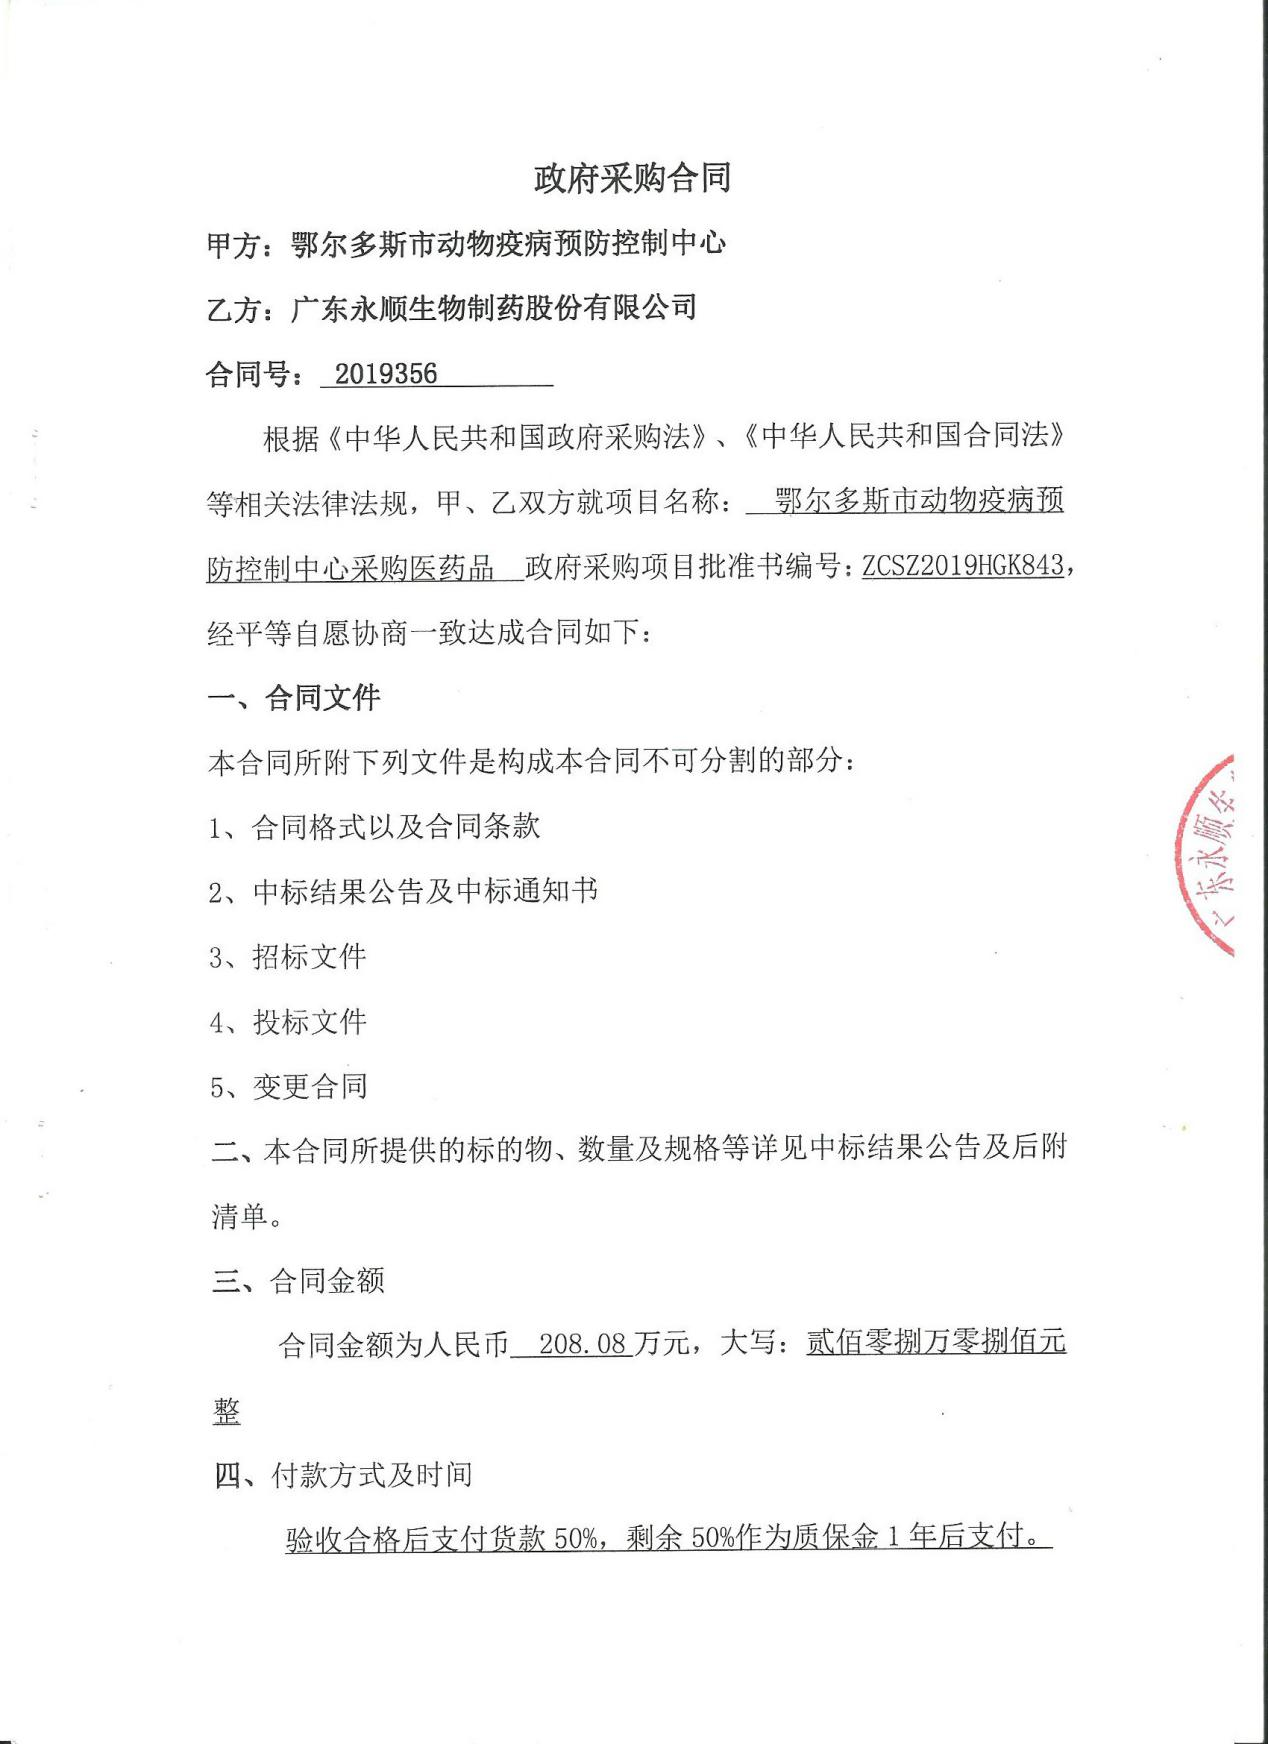 政府采购合同
甲方：鄂尔多斯市动物疫病预防控制中心
乙方：广东永顺生物制药股份有限公司
合同号：2019356
根据《中华人民共和国政府采购法》、《中华人民共和国合同法》
等相关法律法规，甲、乙双方就项目名称：鄂尔多斯市动物疫病预
防控制中心采购医药品 政府采购项目批准书编号：ZCSZ2019HGK843，
经平等自愿协商一致达成合同如下：
一、合同文件
本合同所附下列文件是构成本合同不可分割的部分：
1、合同格式以及合同条款
2、中标结果公告及中标通知书
3、招标文件
4、投标文件
5、变更合同
二、本合同所提供的标的物、数量及规格等详见中标结果公告及后附
清单。
三、合同金额
合同金额为人民币 208.08 万元，大写：贰佰零捌万零捌佰元
整
四、付款方式及时间
验收合格后支付货款 50%，剩余 50%作为质保金 1 年后支付。
东永顺